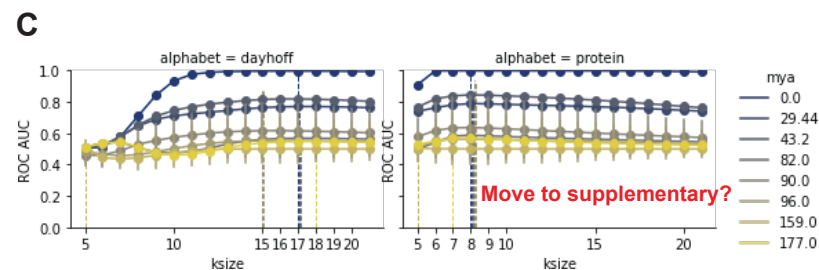 C
alphabet = dayhoff
alphabet = protein
ROC AUC
1.0
0.8
0.6
0.4
0.2
0.0
5 10 15 16 17 18 19 20
ksize
ROC AUC
5 6 7 8 9 10 15 20
ksize
Move to supplementary?
mya
0.0
29.44
43.2
82.0
90.0
96.0
159.0
177.0